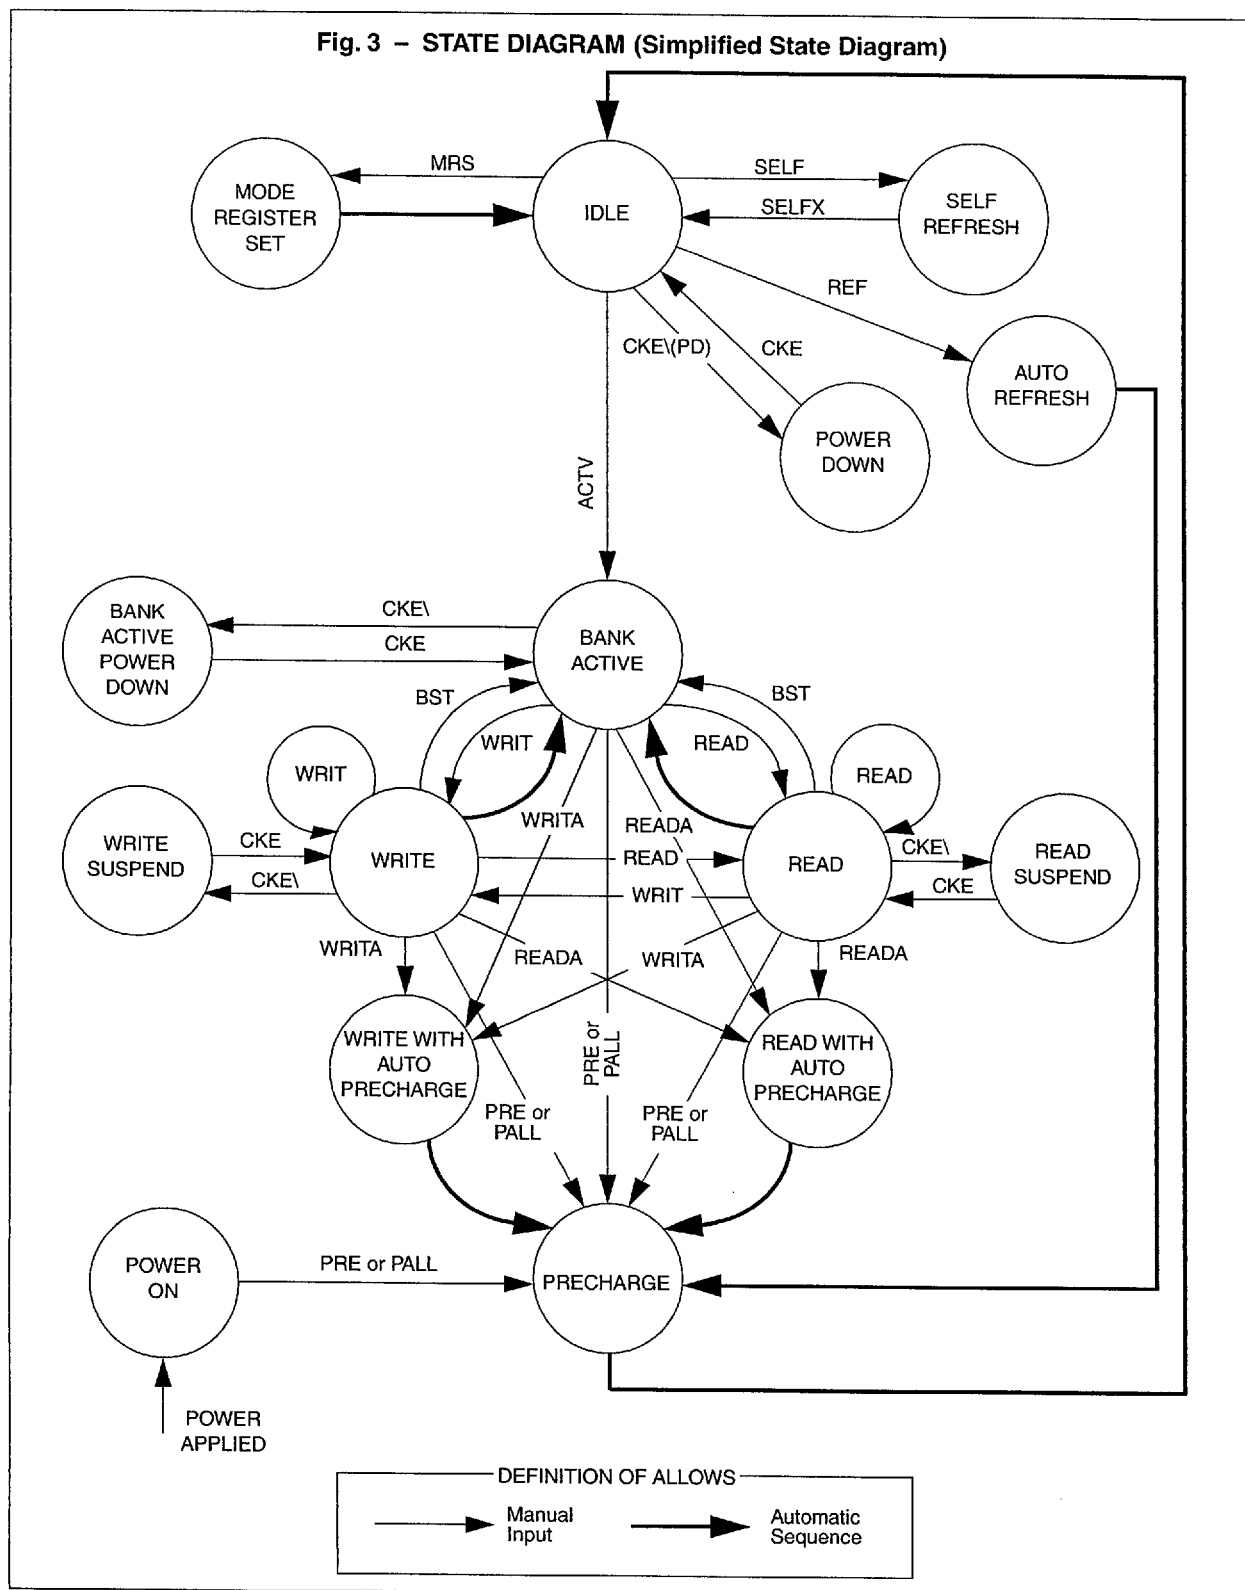 Fig. 3 – STATE DIAGRAM (Simplified State Diagram)
MRS
SELF
MODE
REGISTER
SET
IDLE
SELFX
SELF
REFRESH
REF
CKE\(PD)
CKE
AUTO
REFRESH
POWER
DOWN
ACTV
BANK
ACTIVE
POWER
DOWN
CKE\
CKE
BANK
ACTIVE
BST
BST
WRIT
READ
WRIT
READ
WRITA
READA
WRITE
SUSPEND
CKE
CKE\
WRITE
READ
WRIT
READ
CKE\
CKE
READ
SUSPEND
WRITA
READA
WRITA
READA
WRITE WITH
AUTO
PRECHARGE
PRE or
PALL
READ WITH
AUTO
PRECHARGE
PRE or
PALL
PRE or
PALL
POWER
ON
PRE or PALL
PRECHARGE
POWER
APPLIED
DEFINITION OF ALLOWS
Manual
Input
Automatic
Sequence